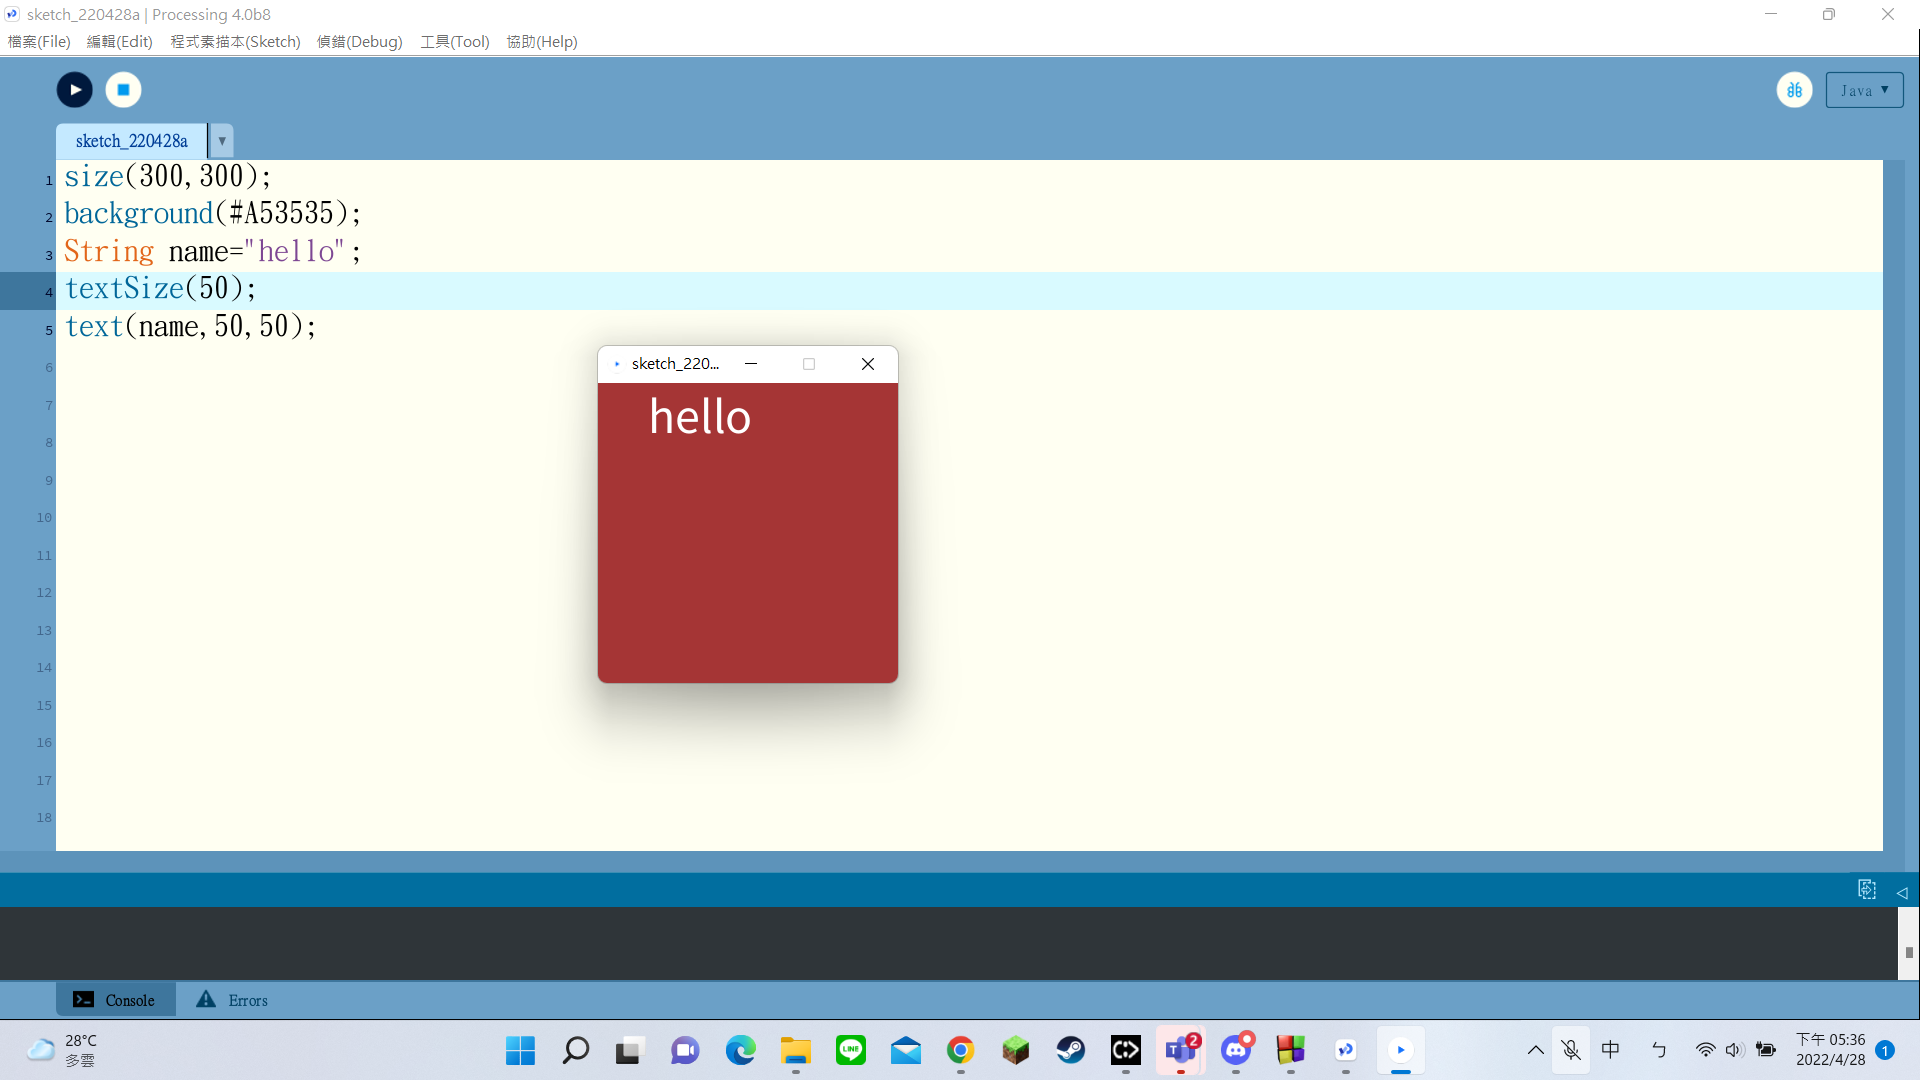 sketch_220428a | Processing 4.0b8
檔案(File) 編輯(Edit) 程式素描本(Sketch) 偵錯(Debug) 工具(Tool) 協助(Help)
Java ▼
sketch_220428a ▼
1 size(300,300);
2 background(#A53535);
3 String name="hello";
4 textSize(50);
5 text(name,50,50);
6
7
8
9
10
11
12
13
14
15
16
17
18
sketch_220...
hello
Console Errors
28°C
多雲
LINE
T
2
中
ㄅ
下午 05:36
2022/4/28
1